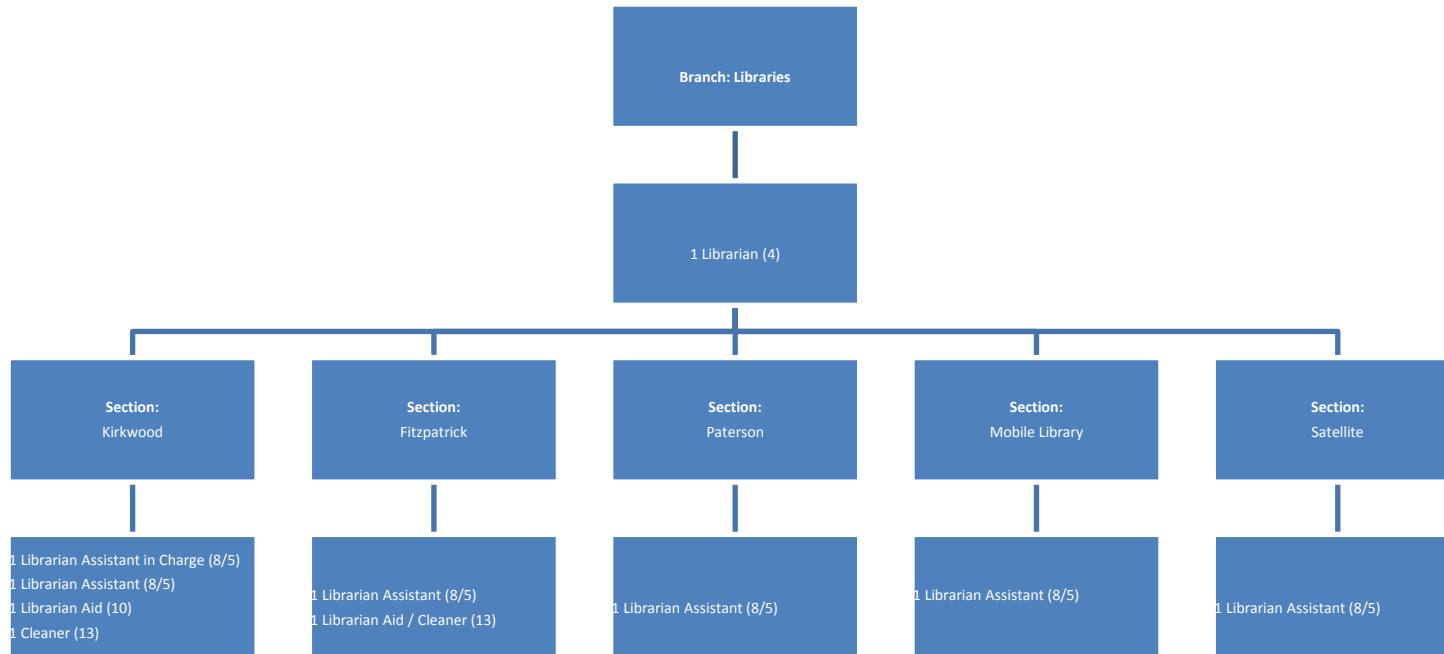 Branch: Libraries
1 Librarian (4)
Section:
Kirkwood
Section:
Fitzpatrick
Section:
Paterson
Section:
Mobile Library
Section:
Satellite
1 Librarian Assistant in Charge (8/5)
1 Librarian Assistant (8/5)
1 Librarian Aid (10)
1 Cleaner (13)
1 Librarian Assistant (8/5)
1 Librarian Aid / Cleaner (13)
1 Librarian Assistant (8/5)
1 Librarian Assistant (8/5)
1 Librarian Assistant (8/5)